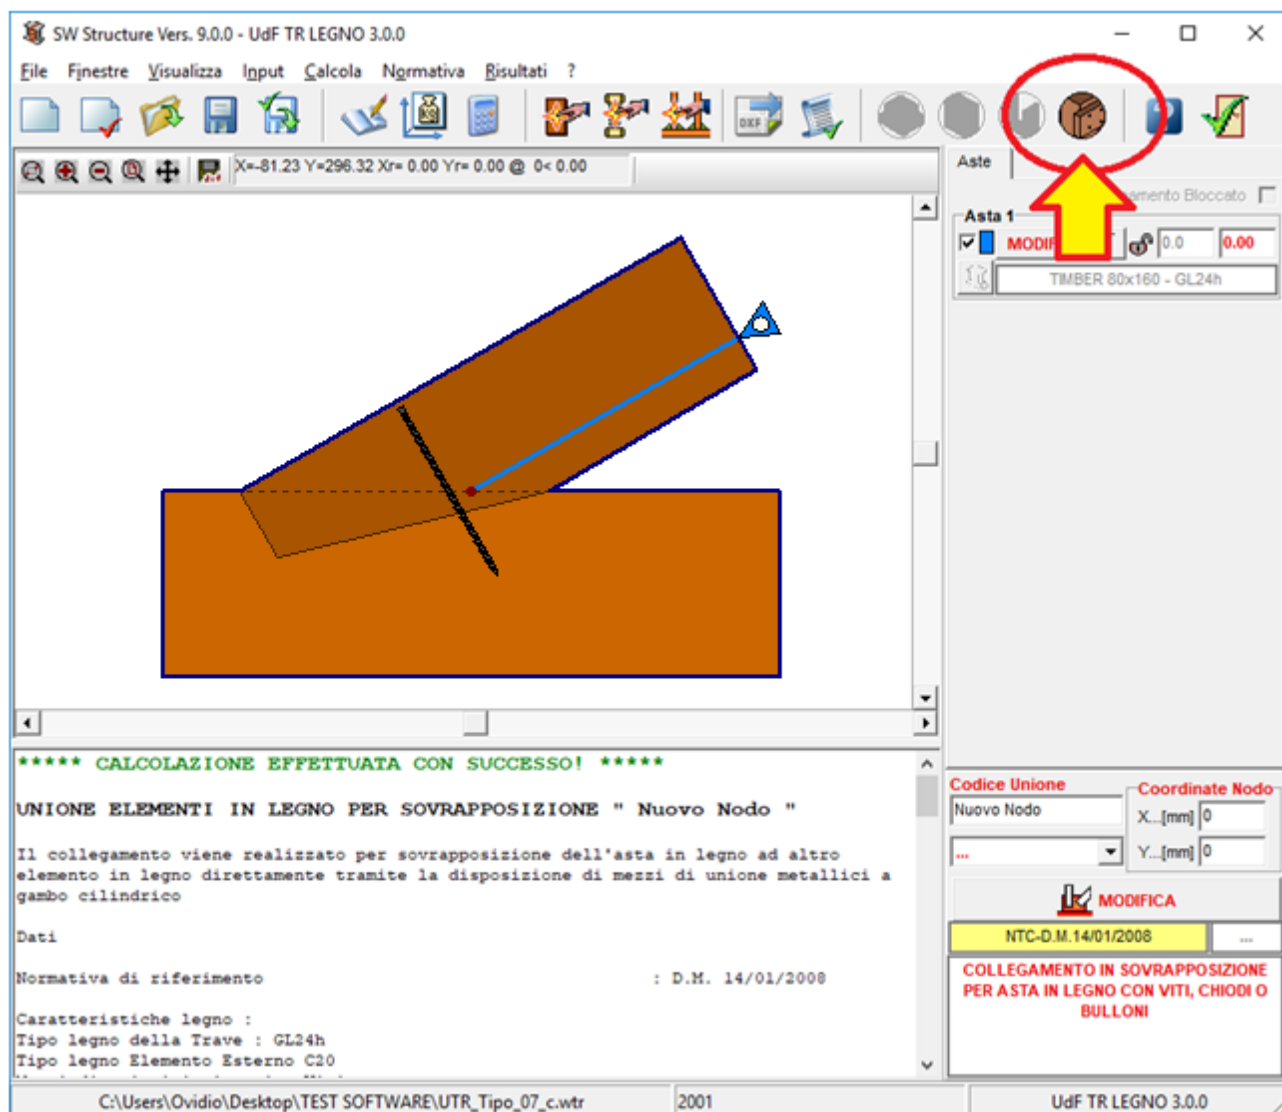 SW Structure Vers. 9.0.0 - UdF TR LEGNO 3.0.0
File Finestre Visualizza Input Calcola Normativa Risultati ?
DXF
X=-81.23 Y=296.32 Xr= 0.00 Yr= 0.00 @ 0< 0.00
Aste
Bloccato
Asta 1
0.0 0.00
TIMBER 80x160 - GL24h
***** CALCOLAZIONE EFFETTUATA CON SUCCESSO! *****
UNIONE ELEMENTI IN LEGNO PER SOVRAPPOSIZIONE " Nuovo Nodo "
Il collegamento viene realizzato per sovrapposizione dell'asta in legno ad altro
elemento in legno direttamente tramite la disposizione di mezzi di unione metallici a
gambo cilindrico
Dati
Normativa di riferimento : D.M. 14/01/2008
Caratteristiche legno :
Tipo legno della Trave : GL24h
Tipo legno Elemento Esterno C20
Codice Unione
Nuovo Nodo
...
Coordinate Nodo
X...[mm] 0
Y...[mm] 0
MODIFICA
NTC-D.M.14/01/2008 ...
COLLEGAMENTO IN SOVRAPPOSIZIONE
PER ASTA IN LEGNO CON VITI, CHIODI O
BULLONI
C:\Users\Ovidio\Desktop\TEST SOFTWARE\UTR_Tipo_07_c.wtr 2001 UdF TR LEGNO 3.0.0